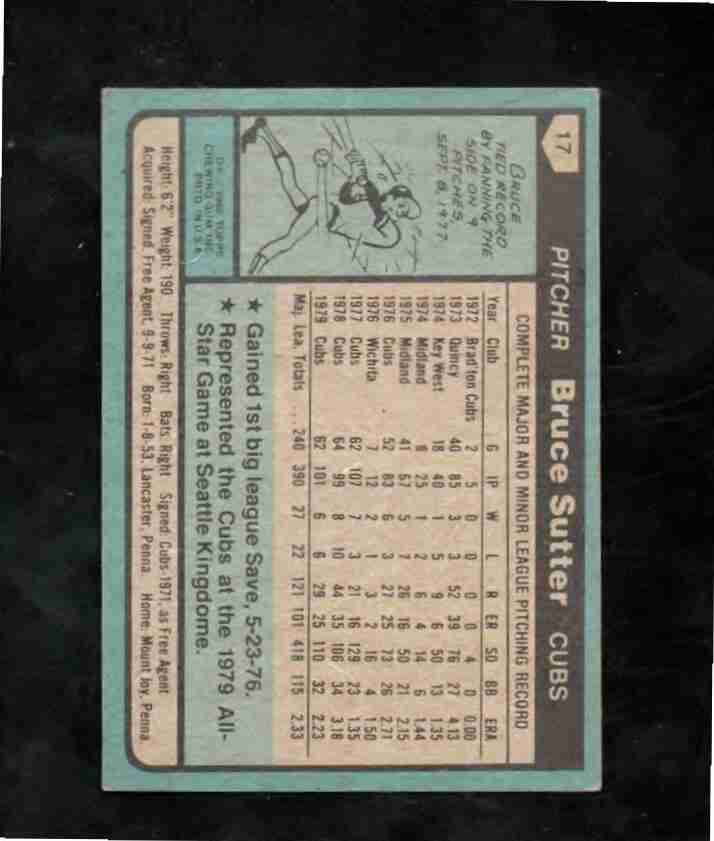 17
PITCHER Bruce Sutter CUBS
BRUCE
TIED RECORD
BY FANNING THE
SIDE ON 9
PITCHES,
SEPT. 8, 1977.
TOPPS
CHEWING GUM, INC.
PRTD. IN U.S.A.
COMPLETE MAJOR AND MINOR LEAGUE PITCHING RECORD
Year Club G IP W L R ER SO BB ERA
1972 Brad'ton Cubs 2 5 0 0 0 0 4 0 0.00
1973 Quincy 40 85 3 3 52 39 76 27 4.13
1974 Key West 18 40 1 5 9 6 50 13 1.35
1974 Midland 8 25 1 2 6 4 14 6 1.44
1975 Midland 41 67 5 7 26 16 50 21 2.15
1976 Cubs 52 83 6 3 27 25 73 26 2.71
1976 Wichita 7 12 2 1 3 2 16 4 1.50
1977 Cubs 62 107 7 3 21 16 129 23 1.35
1978 Cubs 64 99 8 10 44 35 106 34 3.18
1979 Cubs 62 101 6 6 29 25 110 32 2.23
Maj. Lea. Totals ... 240 390 27 22 121 101 418 115 2.33
★ Gained 1st big league Save, 5-23-76.
★ Represented the Cubs at the 1979 All-
Star Game at Seattle Kingdome.
Height: 6'2" Weight: 190 Throws: Right Bats: Right Signed: Cubs-1971, as Free Agent
Acquired: Signed, Free Agent, 9-9-71 Born: 1-8-53, Lancaster, Penna. Home: Mount Joy, Penna.